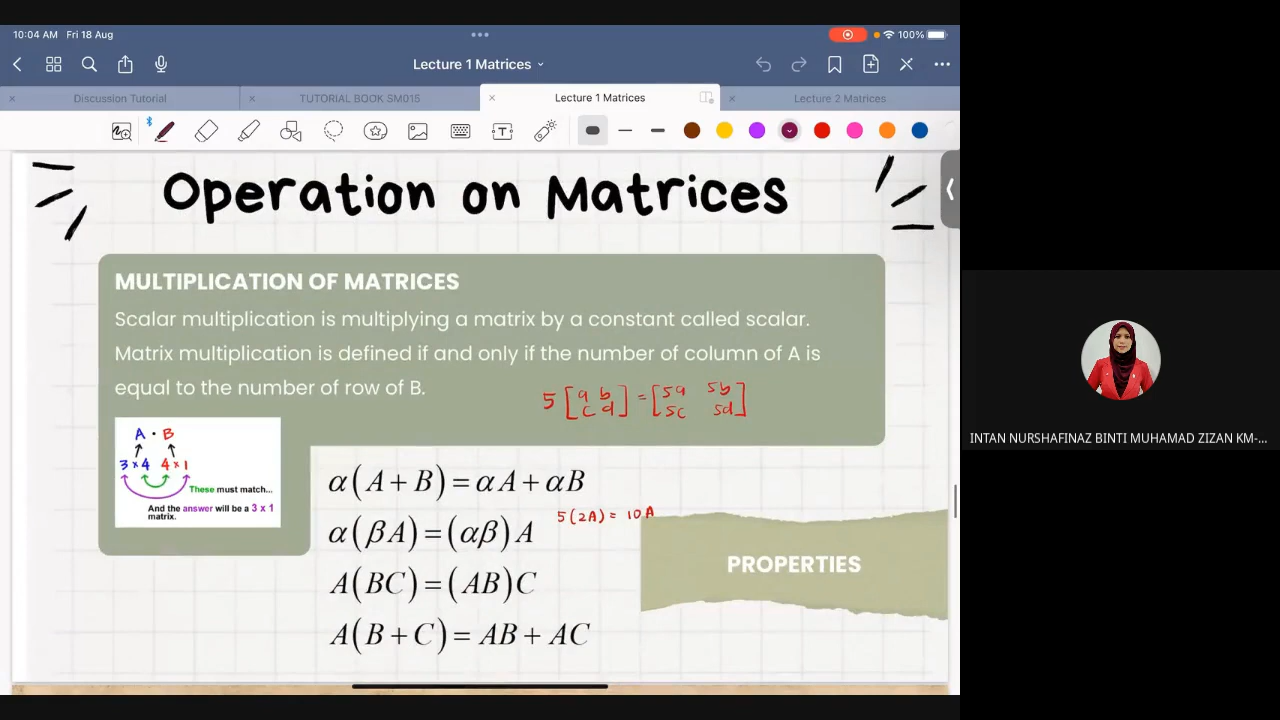 10:04 AM Fri 18 Aug
100%
Lecture 1 Matrices
Discussion Tutorial
TUTORIAL BOOK SM015
Lecture 1 Matrices
Lecture 2 Matrices
Operation on Matrices
MULTIPLICATION OF MATRICES
Scalar multiplication is multiplying a matrix by a constant called scalar.
Matrix multiplication is defined if and only if the number of column of A is
equal to the number of row of B.
5 [a b] = [5a 5b]
[c d] [5c 5d]
A · B
3 x 4 4 x 1
These must match...
And the answer will be a 3 x 1
matrix.
α(A + B) = αA + αB
5(2A) = 10A
α(βA) = (αβ)A
A(BC) = (AB)C
A(B + C) = AB + AC
PROPERTIES
INTAN NURSHAFINAZ BINTI MUHAMAD ZIZAN KM-...